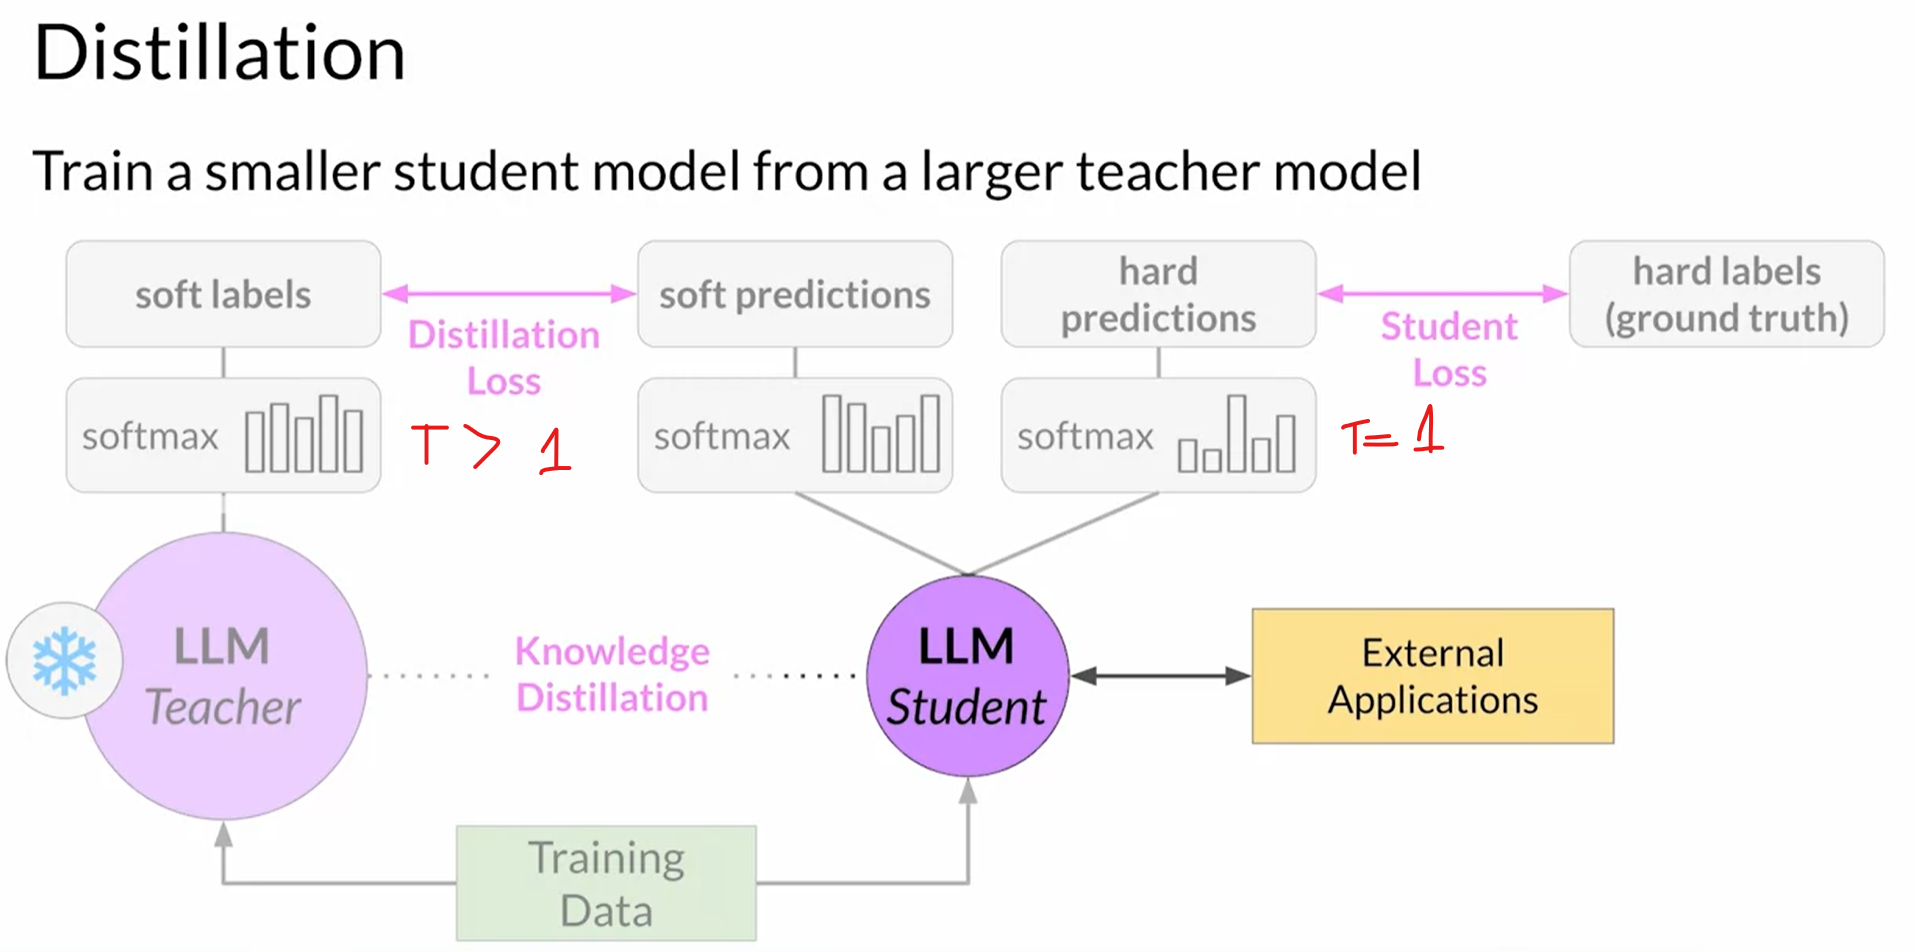 Distillation
Train a smaller student model from a larger teacher model
soft labels
Distillation
Loss
soft predictions
hard
predictions
Student
Loss
hard labels
(ground truth)
softmax
T > 1
softmax
softmax
T= 1
LLM
Teacher
Knowledge
Distillation
LLM
Student
External
Applications
Training
Data